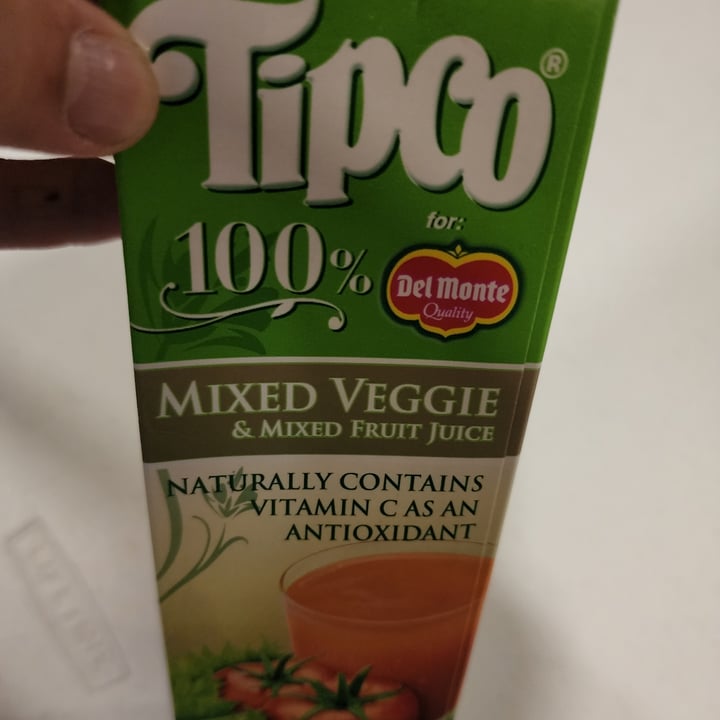 Tipco®
for:
100%
Del Monte
Quality
MIXED VEGGIE
& MIXED FRUIT JUICE
NATURALLY CONTAINS
VITAMIN C AS AN
ANTIOXIDANT